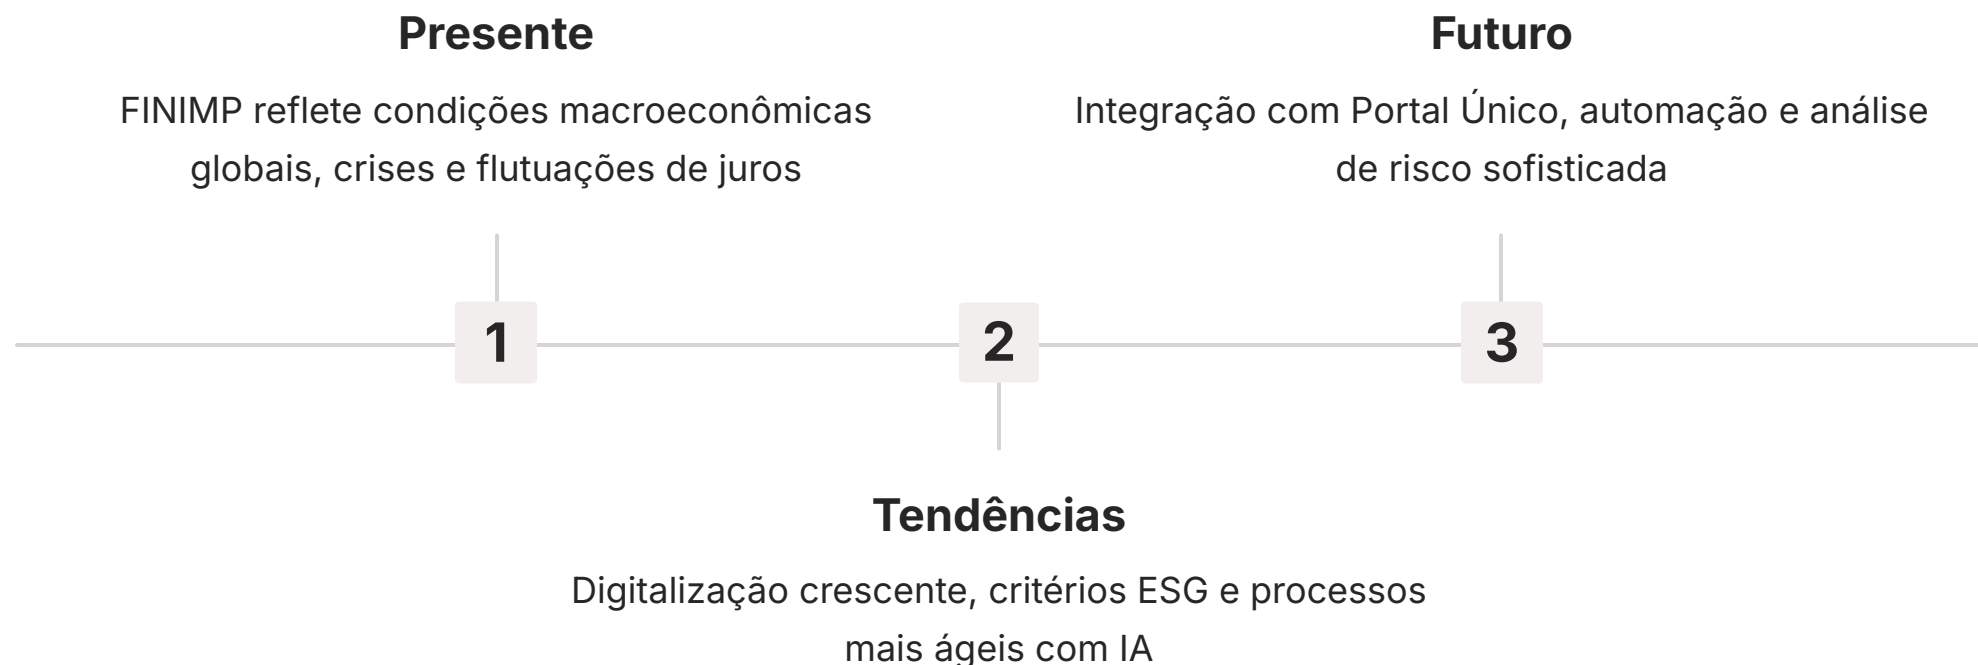 Presente
FINIMP reflete condições macroeconômicas
globais, crises e flutuações de juros
Futuro
Integração com Portal Único, automação e análise
de risco sofisticada
1
2
3
Tendências
Digitalização crescente, critérios ESG e processos
mais ágeis com IA